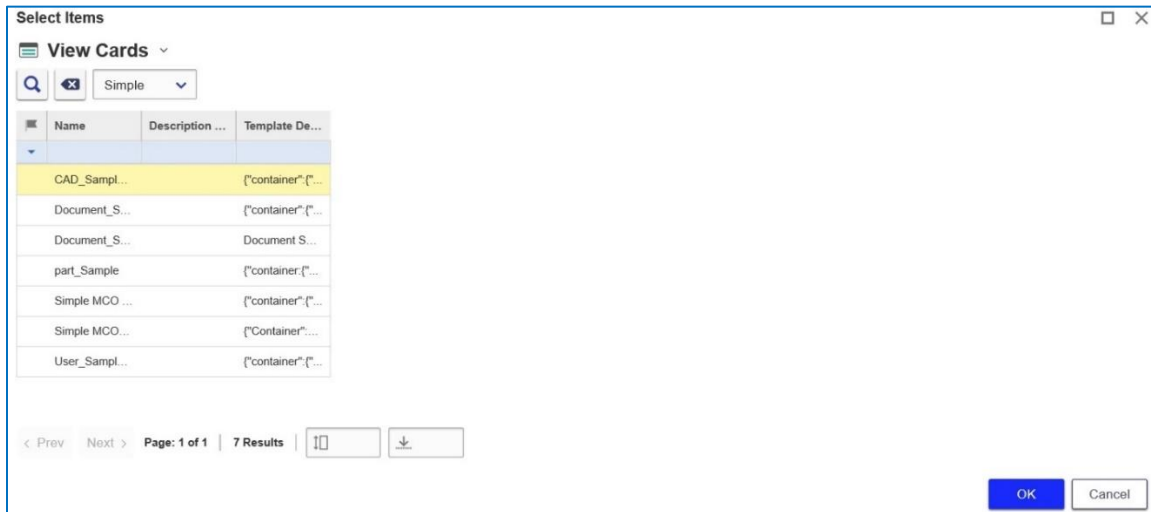 Select Items
View Cards
Simple
Name Description ... Template De...
CAD_Sampl... {"container":{"...
Document_S... {"container":{"...
Document_S... Document S...
part_Sample {"container:{"...
Simple MCO ... {"container":{"...
Simple MCO... {"Container":...
User_Sampl... {"container":{"...
< Prev Next > Page: 1 of 1 | 7 Results
OK Cancel